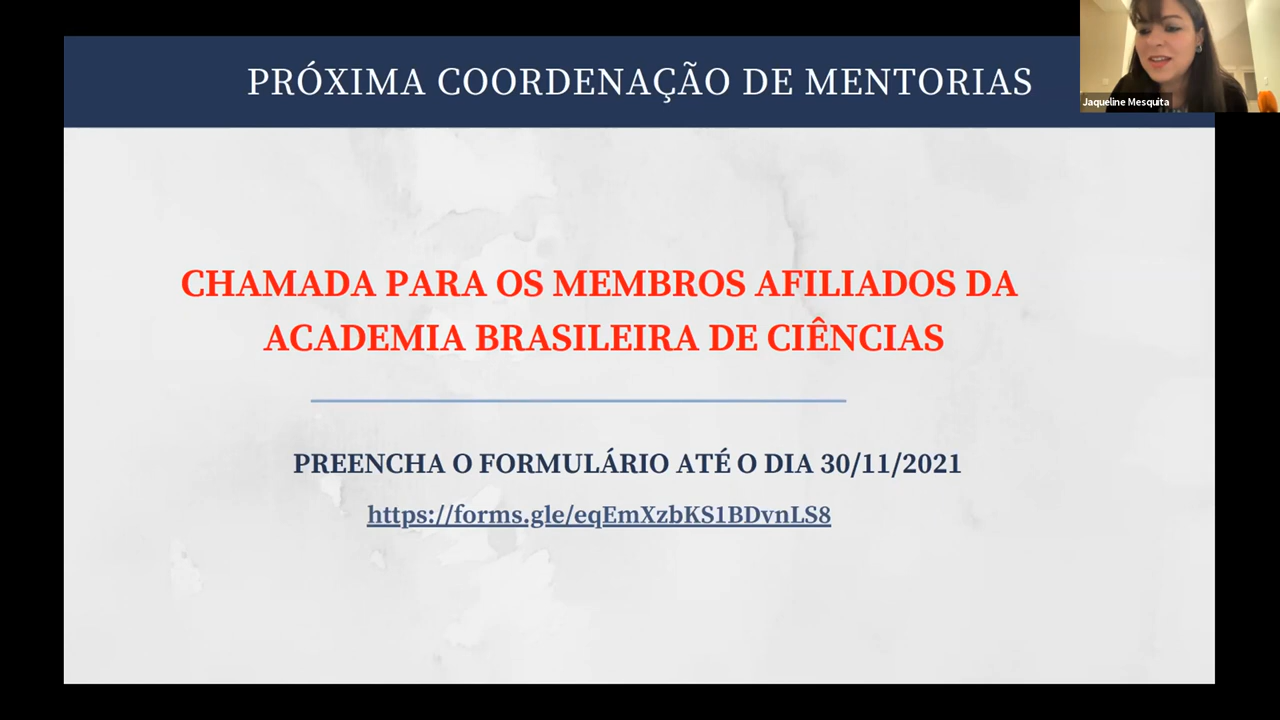 PRÓXIMA COORDENAÇÃO DE MENTORIAS
Jaqueline Mesquita
CHAMADA PARA OS MEMBROS AFILIADOS DA
ACADEMIA BRASILEIRA DE CIÊNCIAS
PREENCHA O FORMULÁRIO ATÉ O DIA 30/11/2021
https://forms.gle/eqEmXzbKS1BDvnLS8